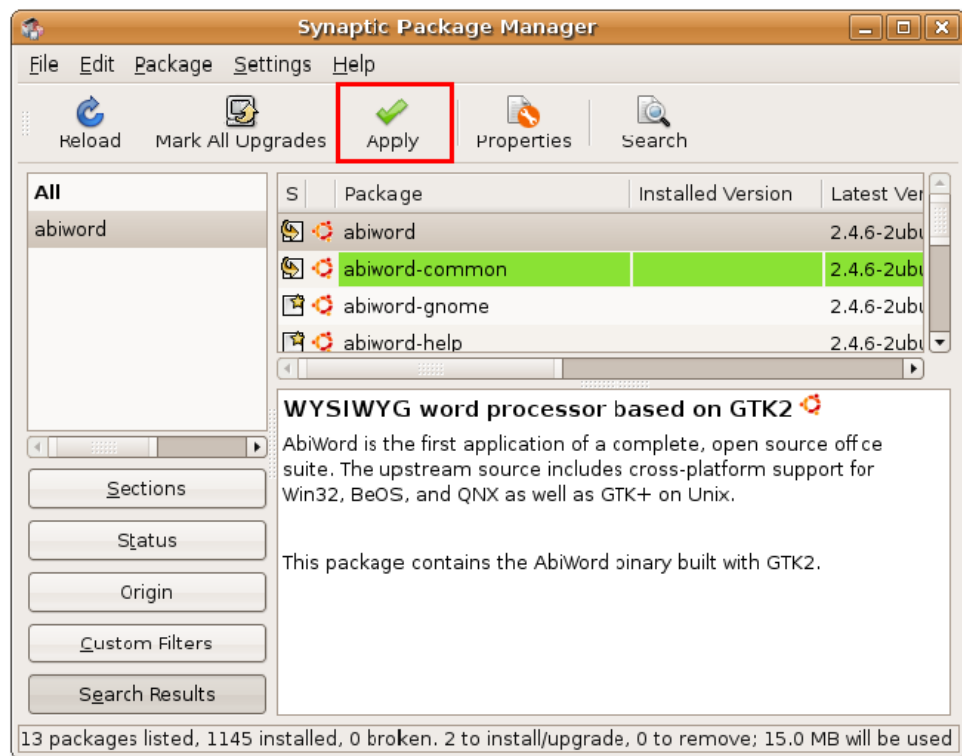 Synaptic Package Manager
File Edit Package Settings Help
Reload Mark All Upgrades Apply Properties Search
All
abiword
S Package Installed Version Latest Ver
abiword 2.4.6-2ubu
abiword-common 2.4.6-2ubu
abiword-gnome 2.4.6-2ubu
abiword-help 2.4.6-2ubu
WYSIWYG word processor based on GTK2
AbiWord is the first application of a complete, open source office
suite. The upstream source includes cross-platform support for
Win32, BeOS, and QNX as well as GTK+ on Unix.
This package contains the AbiWord binary built with GTK2.
Sections
Status
Origin
Custom Filters
Search Results
13 packages listed, 1145 installed, 0 broken. 2 to install/upgrade, 0 to remove; 15.0 MB will be used